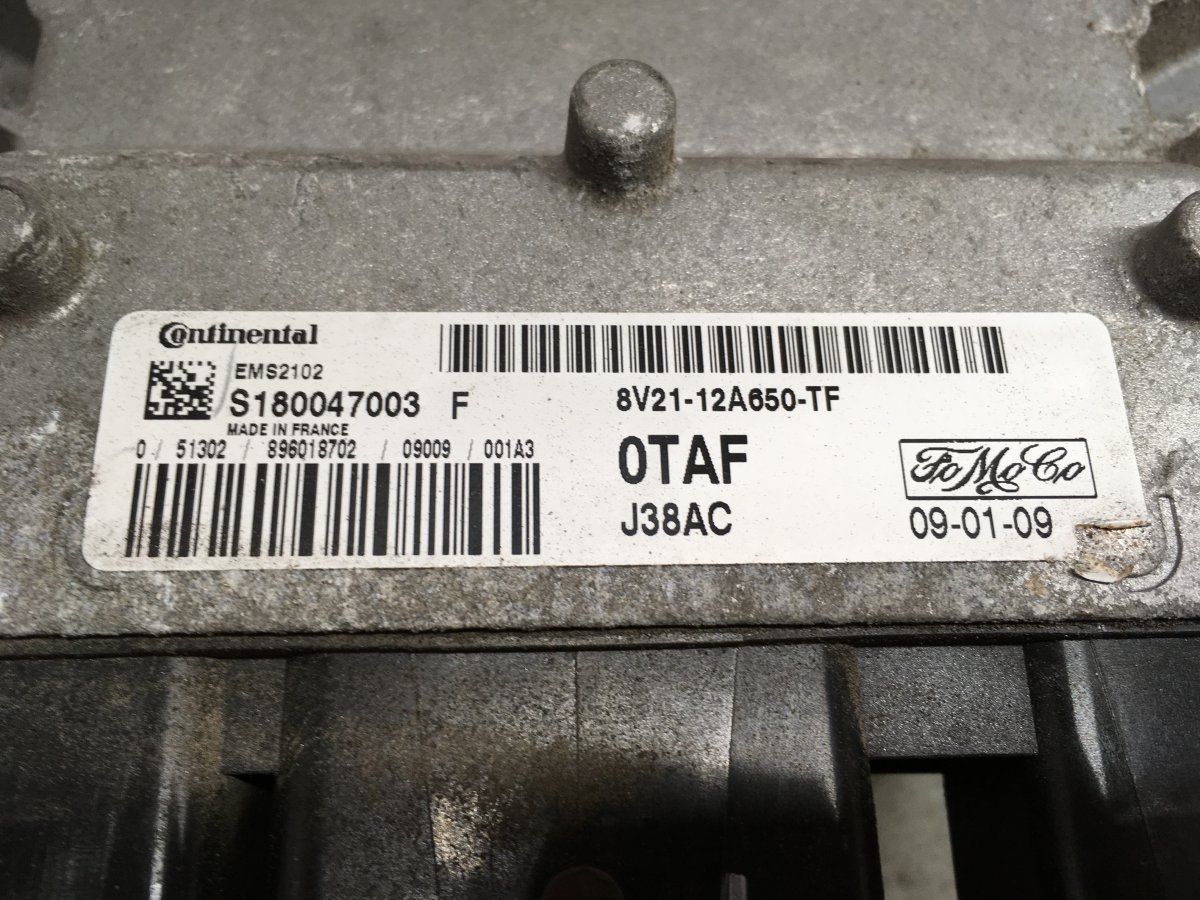 Continental
EMS2102
S180047003 F
MADE IN FRANCE
0 / 51302 / 896018702 / 09009 / 001A3
8V21-12A650-TF
0TAF
J38AC
FoMoCo
09-01-09